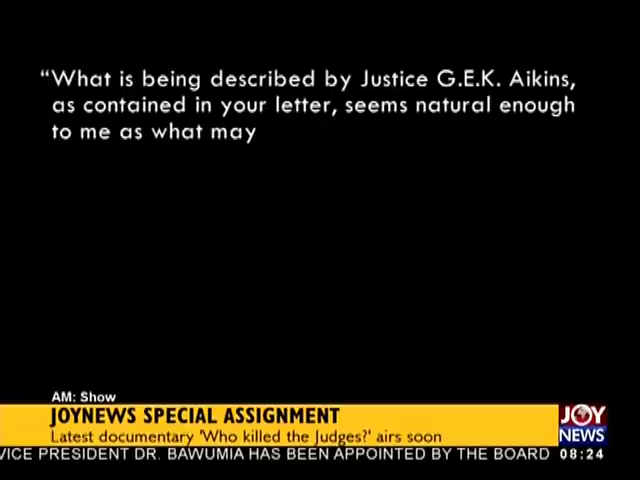 “What is being described by Justice G.E.K. Aikins,
as contained in your letter, seems natural enough
to me as what may
AM: Show
JOYNEWS SPECIAL ASSIGNMENT
Latest documentary 'Who killed the Judges?' airs soon
JOY
NEWS
VICE PRESIDENT DR. BAWUMIA HAS BEEN APPOINTED BY THE BOARD
08:24